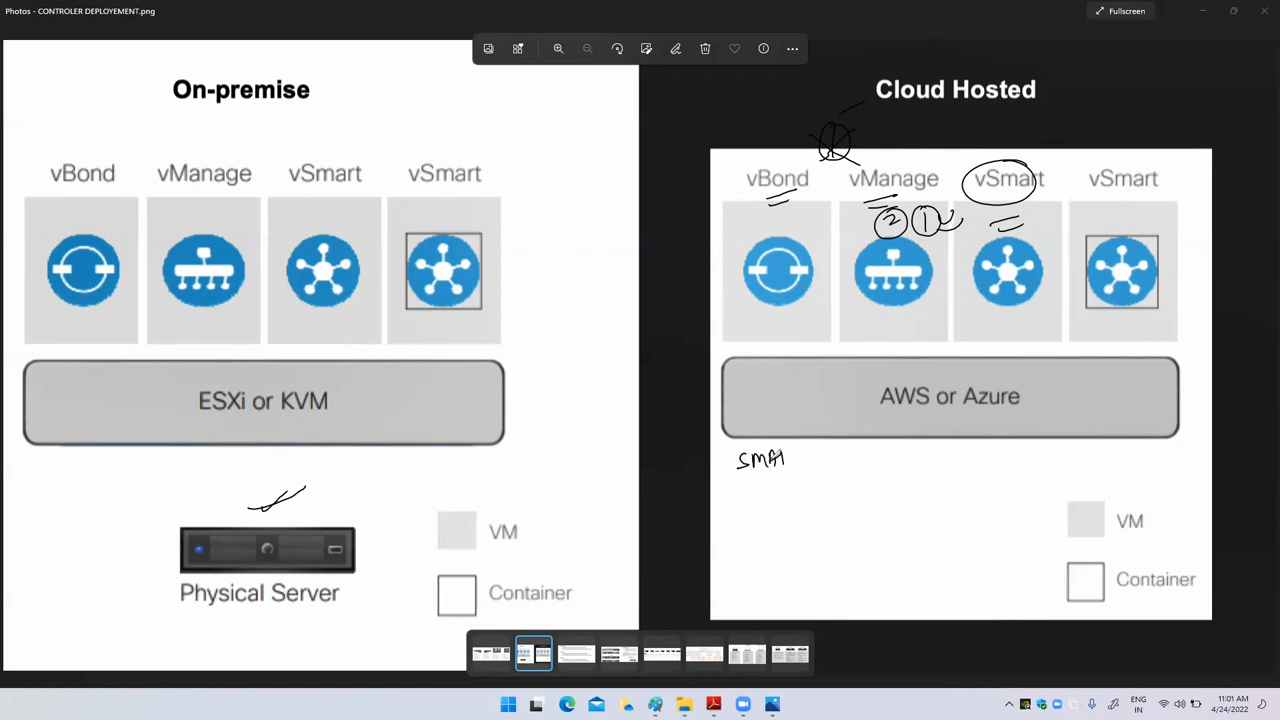 Photos - CONTROLER DEPLOYEMENT.png
Fullscreen
On-premise
vBond
vManage
vSmart
vSmart
ESXi or KVM
VM
Physical Server
Container
Cloud Hosted
1
vBond
vManage
vSmart
vSmart
2
1
AWS or Azure
VM
Container
ENG
IN
11:01 AM
4/24/2022